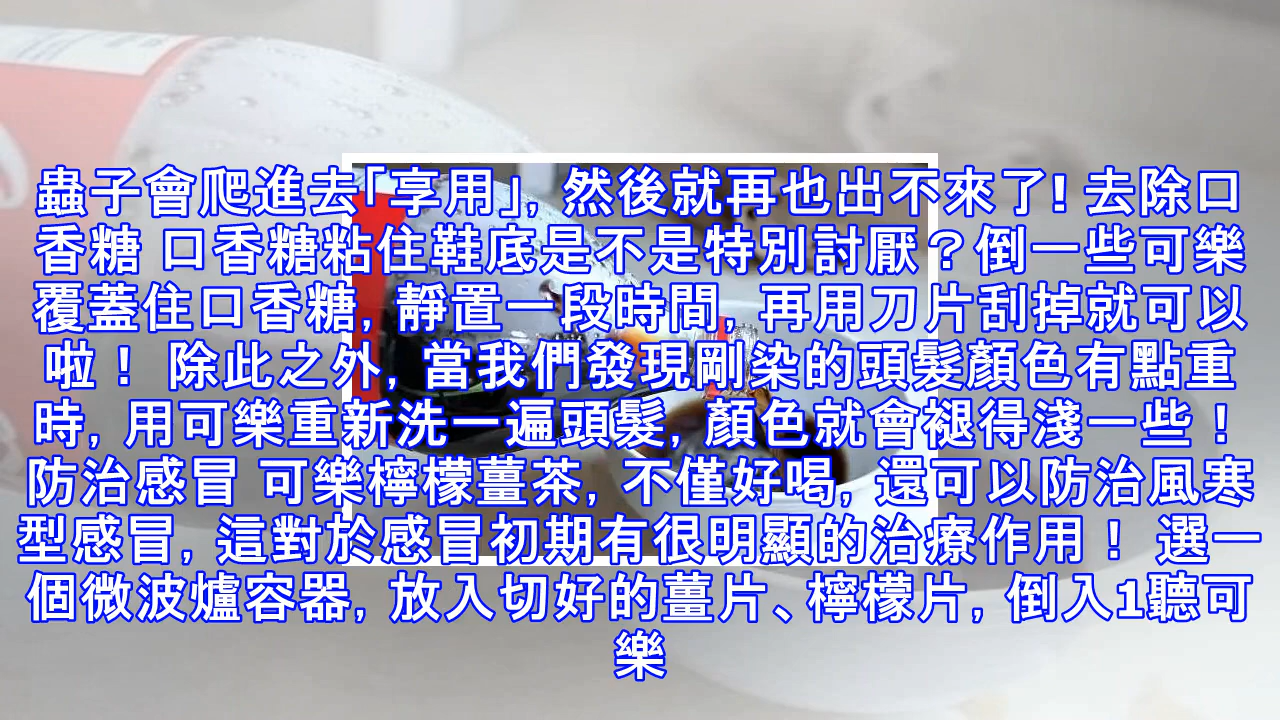 蟲子會爬進去「享用」, 然後就再也出不來了! 去除口
香糖 口香糖粘住鞋底是不是特別討厭？倒一些可樂
覆蓋住口香糖, 靜置一段時間, 再用刀片刮掉就可以
啦！ 除此之外, 當我們發現剛染的頭髮顏色有點重
時, 用可樂重新洗一遍頭髮, 顏色就會褪得淺一些！
防治感冒 可樂檸檬薑茶, 不僅好喝, 還可以防治風寒
型感冒, 這對於感冒初期有很明顯的治療作用！ 選一
個微波爐容器, 放入切好的薑片、檸檬片, 倒入1聽可
樂